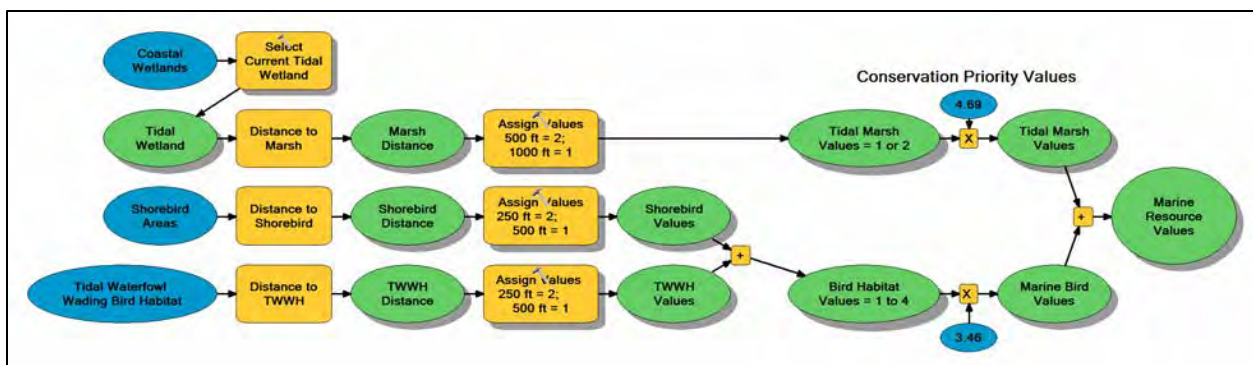 Coastal
Wetlands
Select
Current Tidal
Wetland
Conservation Priority Values
4.69
Tidal
Wetland
Distance to
Marsh
Marsh
Distance
Assign Values
500 ft = 2;
1000 ft = 1
Tidal Marsh
Values = 1 or 2
X
Tidal Marsh
Values
Shorebird
Areas
Distance to
Shorebird
Shorebird
Distance
Assign Values
250 ft = 2;
500 ft = 1
Shorebird
Values
+
+
Marine
Resource
Values
Tidal Waterfowl
Wading Bird Habitat
Distance to
TWWH
TWWH
Distance
Assign Values
250 ft = 2;
500 ft = 1
TWWH
Values
Bird Habitat
Values = 1 to 4
X
Marine Bird
Values
3.46